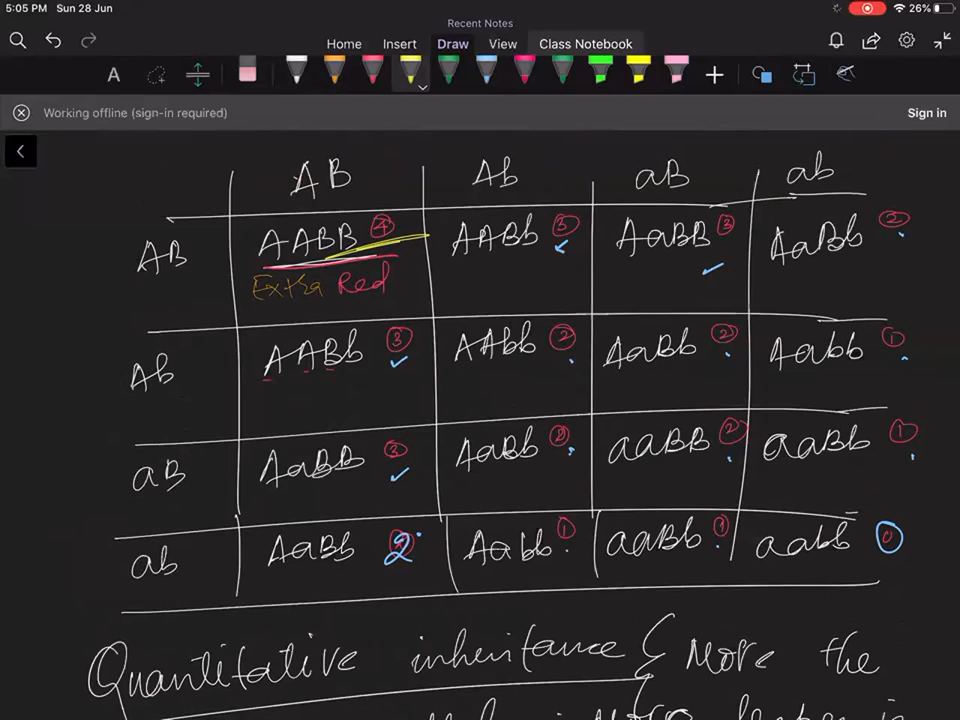 5:05 PM Sun 28 Jun 26%
Recent Notes
Home Insert Draw View Class Notebook
A
Working offline (sign-in required) Sign in
AB Ab aB ab
AB AABB 4 AABb 3 AaBB 3 AaBb 2
Extra Red
Ab AABb 3 AAbb 2 AaBb 2 Aabb 1
aB AaBB 3 AaBb 2 aaBB 2 aaBb 1
ab AaBb 2 Aabb 1 aaBb 1 aabb 0
Quantitative inheritance { More the